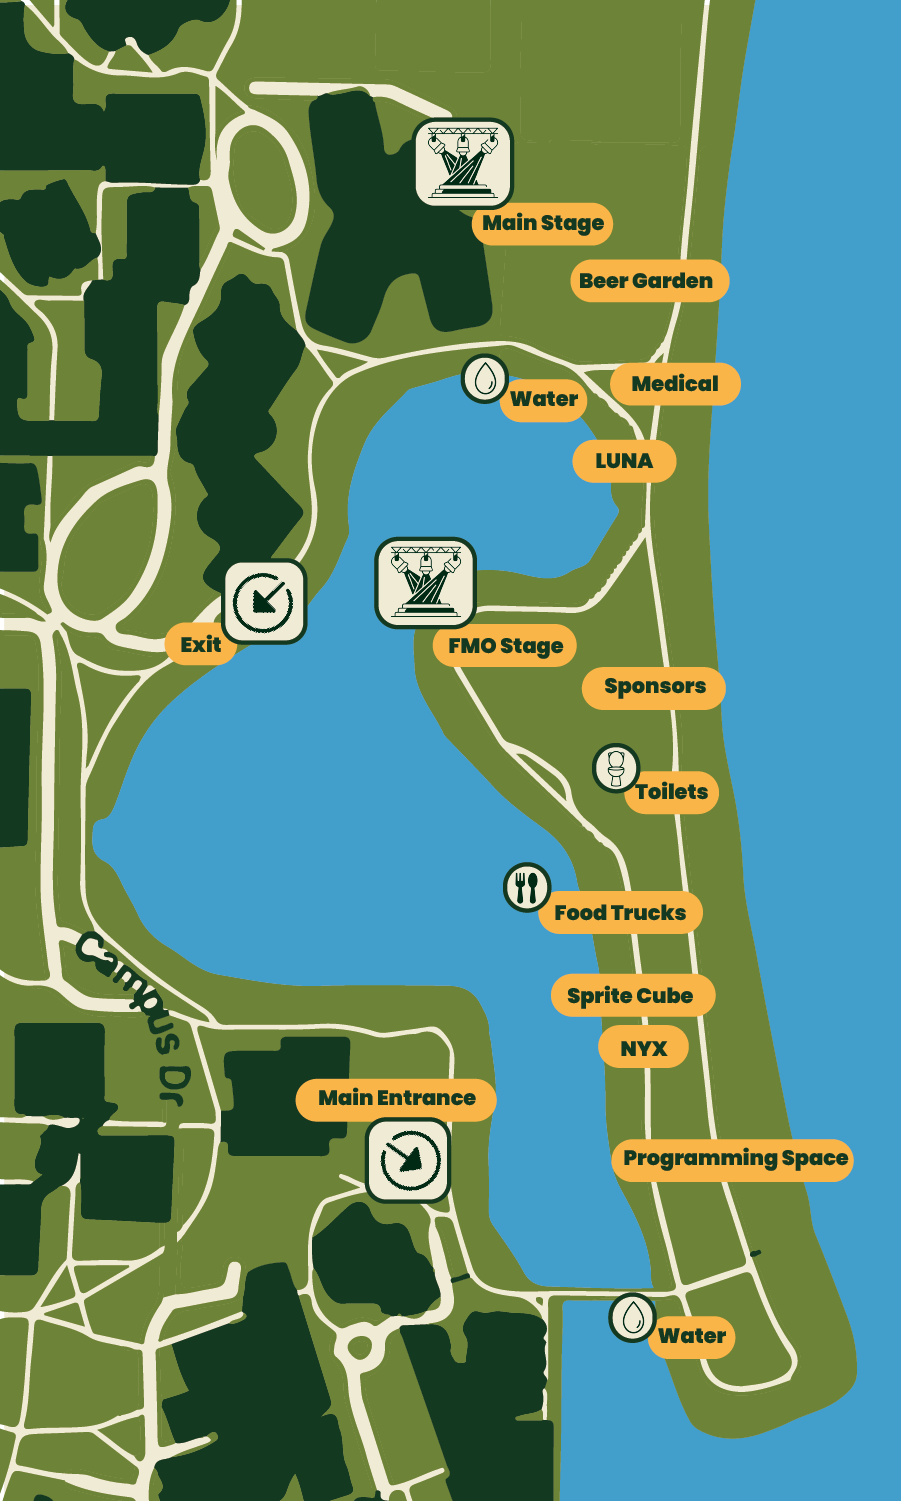 Main Stage
Beer Garden
Medical
Water
LUNA
Exit
FMO Stage
Sponsors
Toilets
Food Trucks
Campus Dr
Sprite Cube
NYX
Main Entrance
Programming Space
Water